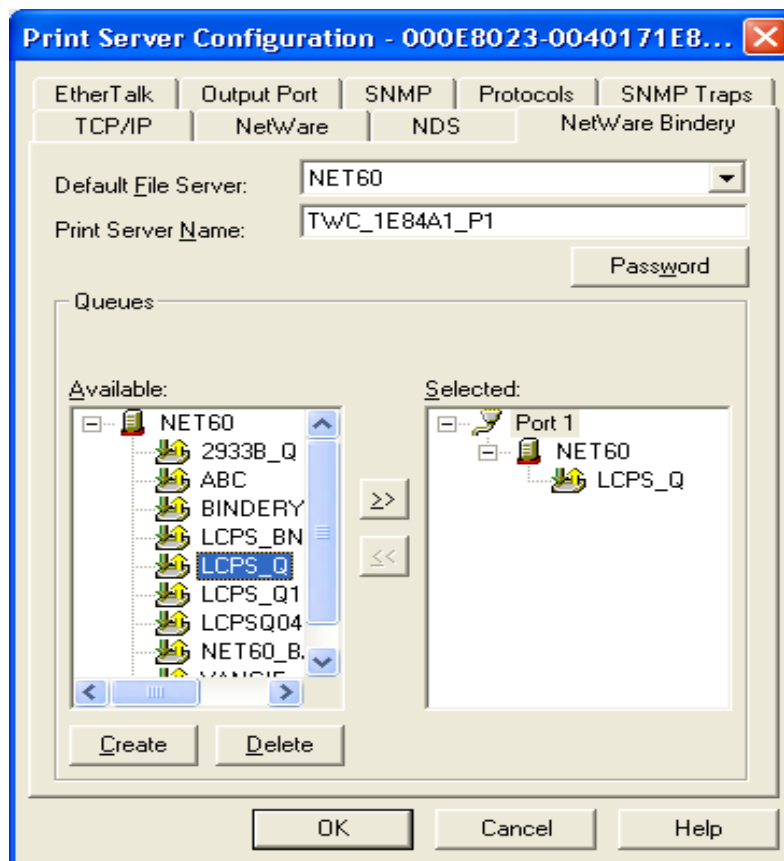 Print Server Configuration - 000E8023-0040171E8...
EtherTalk Output Port SNMP Protocols SNMP Traps
TCP/IP NetWare NDS NetWare Bindery
Default File Server: NET60
Print Server Name: TWC_1E84A1_P1
Password
Queues
Available:
NET60
2933B_Q
ABC
BINDERY
LCPS_BN
LCPS_Q
LCPS_Q1
LCPSQ04
NET60_B.
>>
<<
Selected:
Port 1
NET60
LCPS_Q
Create Delete
OK Cancel Help